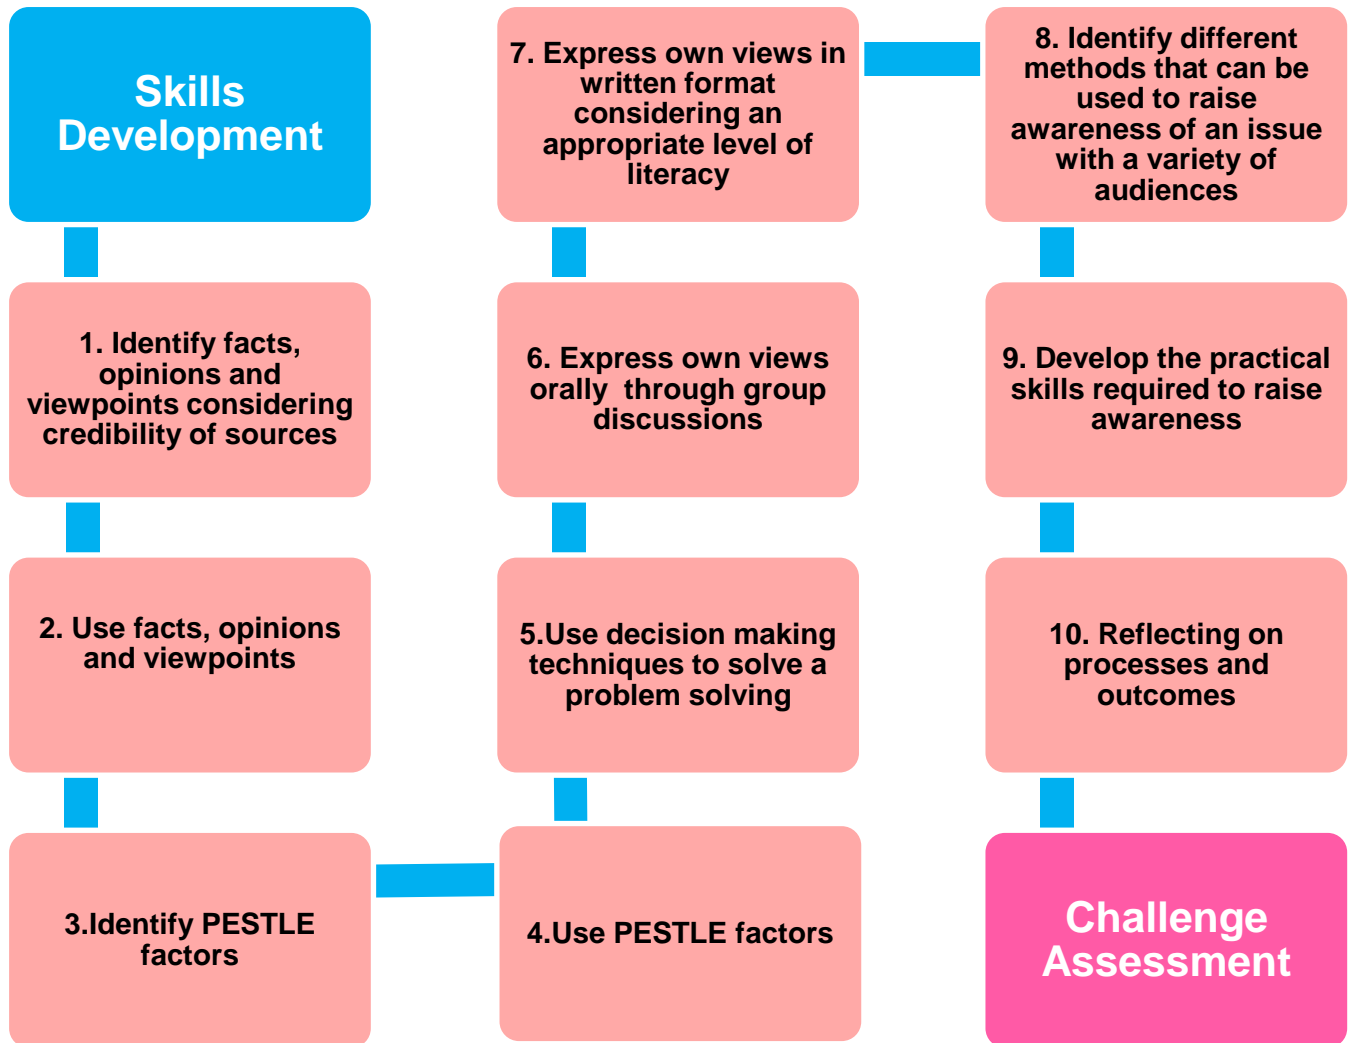 Skills
Development
1. Identify facts,
opinions and
viewpoints considering
credibility of sources
2. Use facts, opinions
and viewpoints
3.Identify PESTLE
factors
4.Use PESTLE factors
5.Use decision making
techniques to solve a
problem solving
6. Express own views
orally  through group
discussions
7. Express own views in
written format
considering an
appropriate level of
literacy
8. Identify different
methods that can be
used to raise
awareness of an issue
with a variety of
audiences
9. Develop the practical
skills required to raise
awareness
10. Reflecting on
processes and
outcomes
Challenge
Assessment